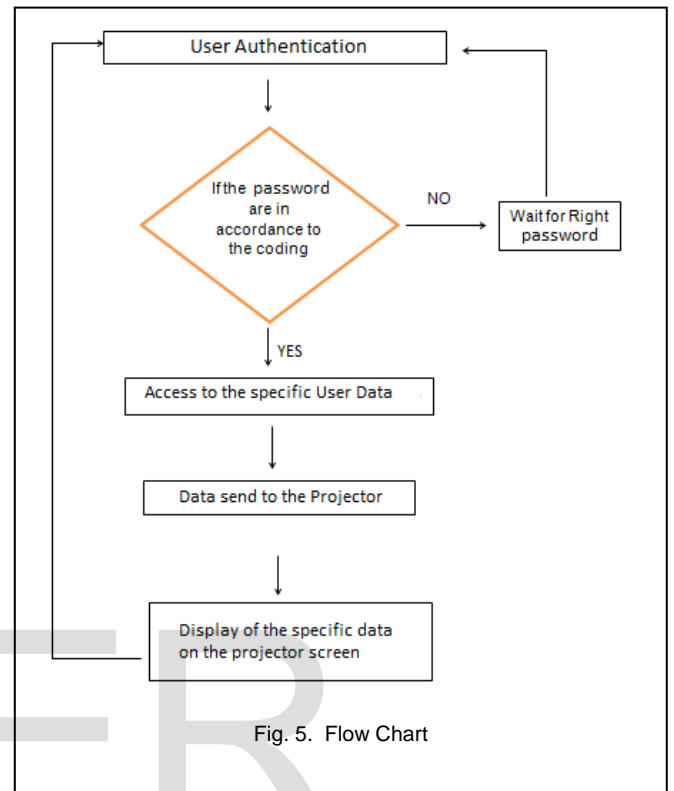 User Authentication
If the password
are in
accordance to
the coding
NO
Wait for Right
password
YES
Access to the specific User Data
Data send to the Projector
Display of the specific data
on the projector screen
Fig. 5. Flow Chart